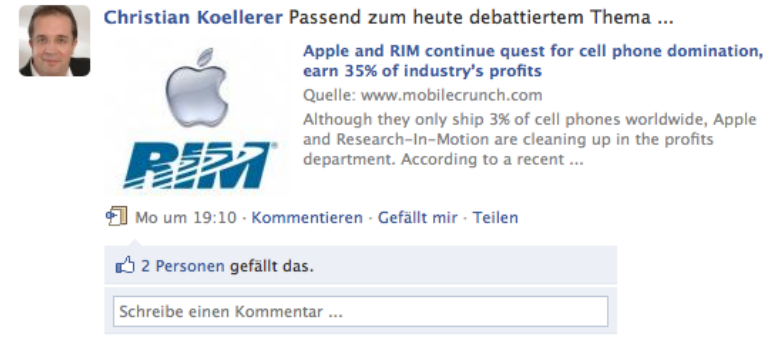 Christian Koellerer Passend zum heute debattiertem Thema ...
Apple and RIM continue quest for cell phone domination,
earn 35% of industry's profits
Quelle: www.mobilecrunch.com
Although they only ship 3% of cell phones worldwide, Apple
and Research-In-Motion are cleaning up in the profits
department. According to a recent ...
RIM
Mo um 19:10 · Kommentieren · Gefällt mir · Teilen
2 Personen gefällt das.
Schreibe einen Kommentar ...